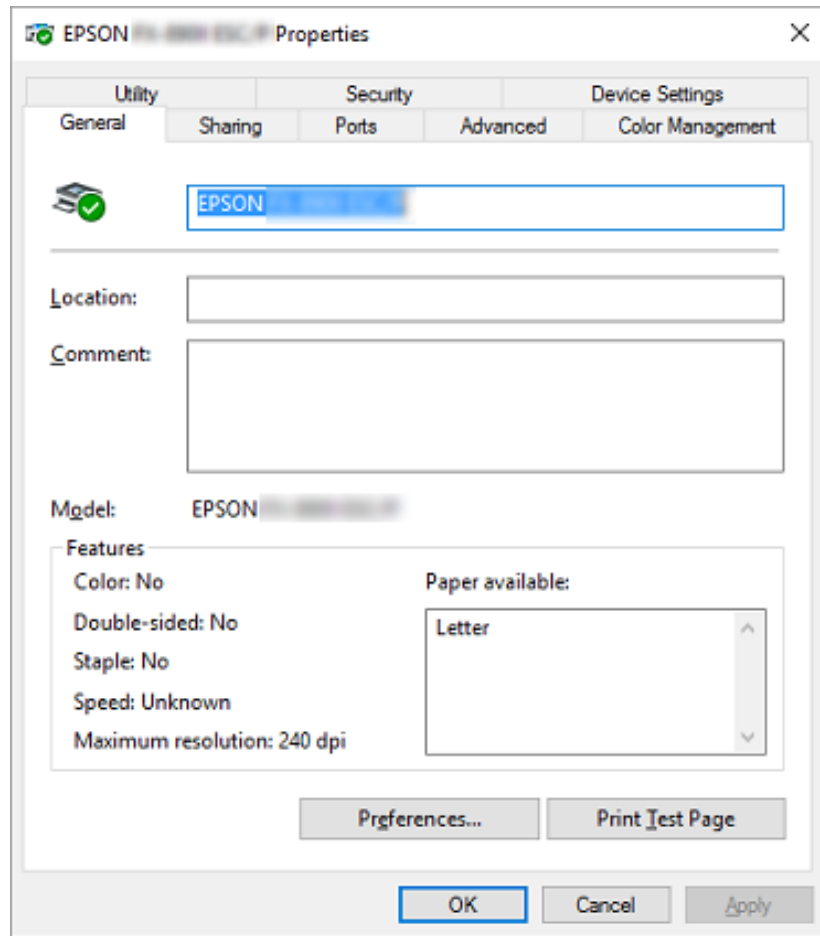 EPSON Properties
Utility Security Device Settings
General Sharing Ports Advanced Color Management
EPSON
Location:
Comment:
Model: EPSON
Features
Color: No
Double-sided: No
Staple: No
Speed: Unknown
Maximum resolution: 240 dpi
Paper available:
Letter
Preferences... Print Test Page
OK Cancel Apply